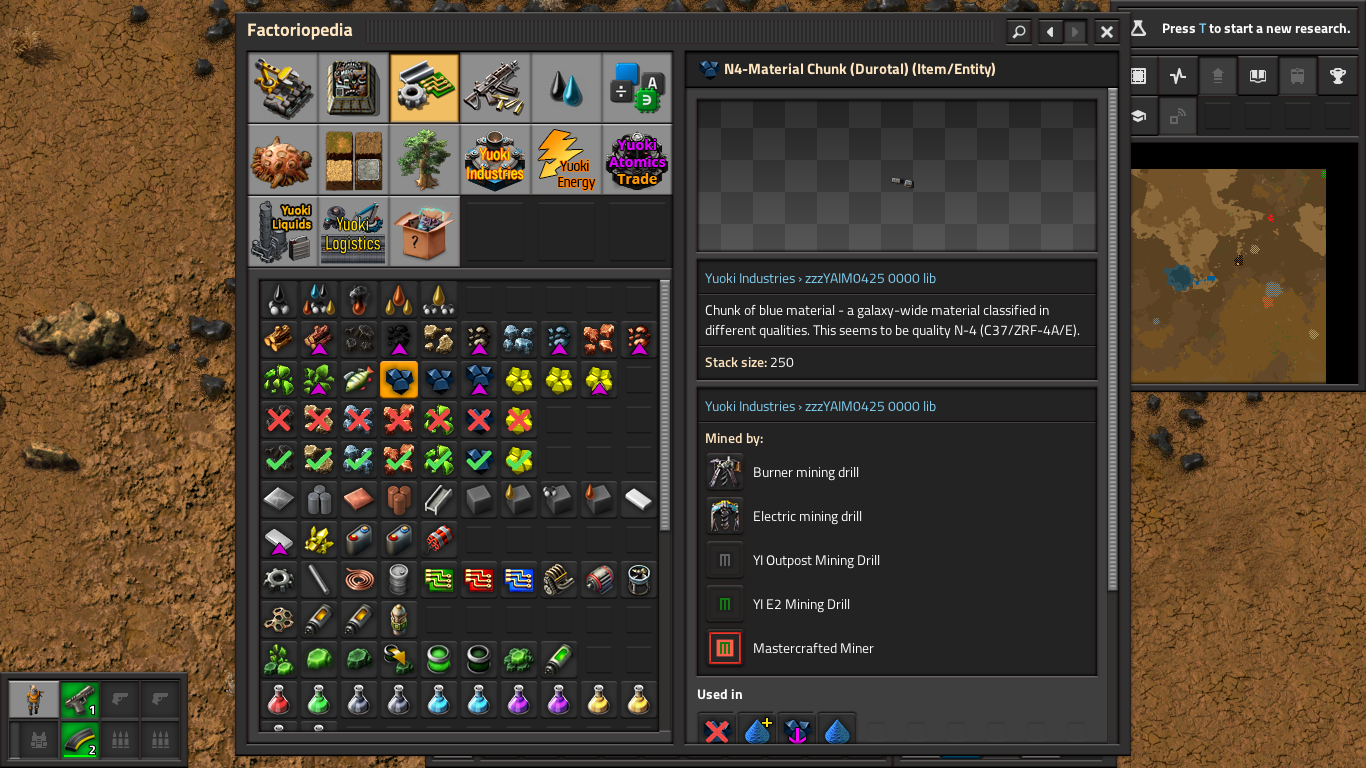 Factoriopedia
Press T to start a new research.
N4-Material Chunk (Durotal) (Item/Entity)
A
Yuoki
Industries
Yuoki
Energy
Yuoki
Atomics
Trade
Yuoki
Liquids
Yuoki
Logistics
?
Yuoki Industries › zzzYAIM0425 0000 lib
Chunk of blue material - a galaxy-wide material classified in
different qualities. This seems to be quality N-4 (C37/ZRF-4A/E).
Stack size: 250
Yuoki Industries › zzzYAIM0425 0000 lib
Mined by:
Burner mining drill
Electric mining drill
YI Outpost Mining Drill
YI E2 Mining Drill
Mastercrafted Miner
Used in
1
2